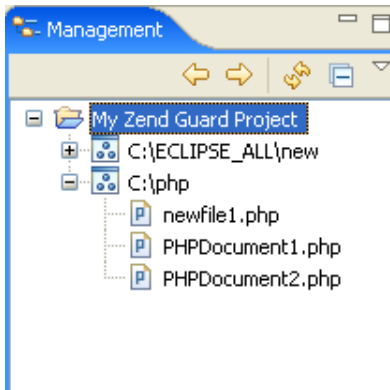 Management
My Zend Guard Project
C:\ECLIPSE_ALL\new
C:\php
newfile1.php
PHPDocument1.php
PHPDocument2.php